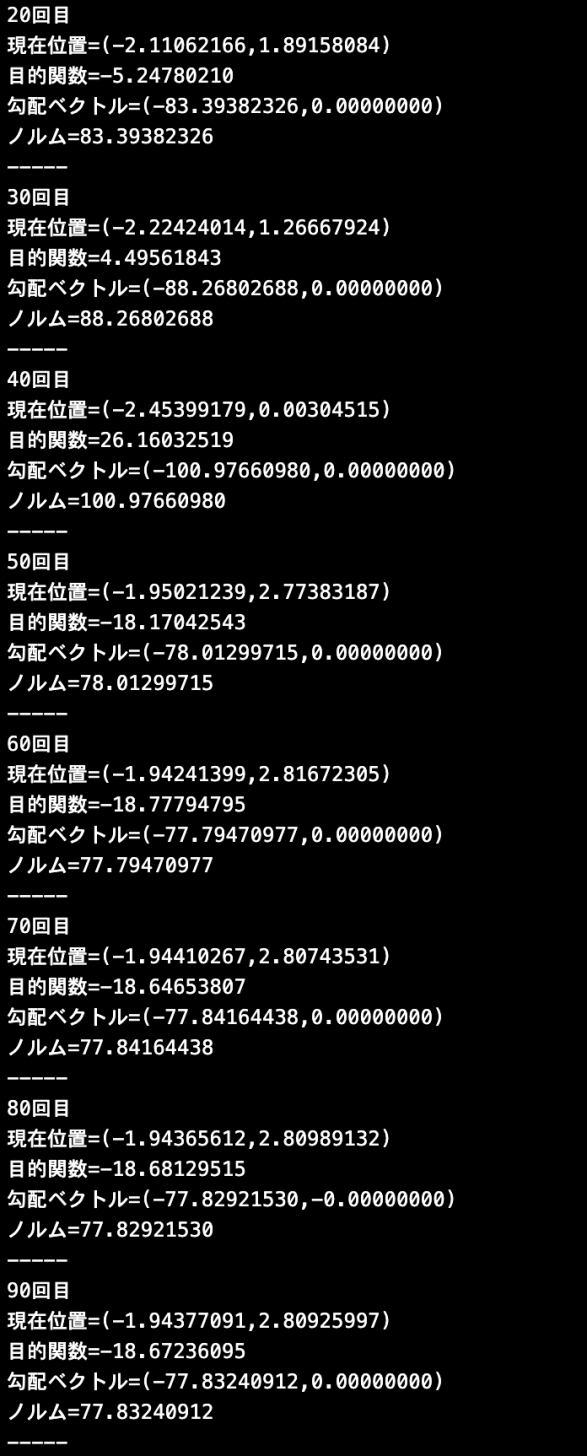 20回目
現在位置=(-2.11062166,1.89158084)
目的関数=-5.24780210
勾配ベクトル=(-83.39382326,0.00000000)
ノルム=83.39382326
-----
30回目
現在位置=(-2.22424014,1.26667924)
目的関数=4.49561843
勾配ベクトル=(-88.26802688,0.00000000)
ノルム=88.26802688
-----
40回目
現在位置=(-2.45399179,0.00304515)
目的関数=26.16032519
勾配ベクトル=(-100.97660980,0.00000000)
ノルム=100.97660980
-----
50回目
現在位置=(-1.95021239,2.77383187)
目的関数=-18.17042543
勾配ベクトル=(-78.01299715,0.00000000)
ノルム=78.01299715
-----
60回目
現在位置=(-1.94241399,2.81672305)
目的関数=-18.77794795
勾配ベクトル=(-77.79470977,0.00000000)
ノルム=77.79470977
-----
70回目
現在位置=(-1.94410267,2.80743531)
目的関数=-18.64653807
勾配ベクトル=(-77.84164438,0.00000000)
ノルム=77.84164438
-----
80回目
現在位置=(-1.94365612,2.80989132)
目的関数=-18.68129515
勾配ベクトル=(-77.82921530,-0.00000000)
ノルム=77.82921530
-----
90回目
現在位置=(-1.94377091,2.80925997)
目的関数=-18.67236095
勾配ベクトル=(-77.83240912,0.00000000)
ノルム=77.83240912
-----